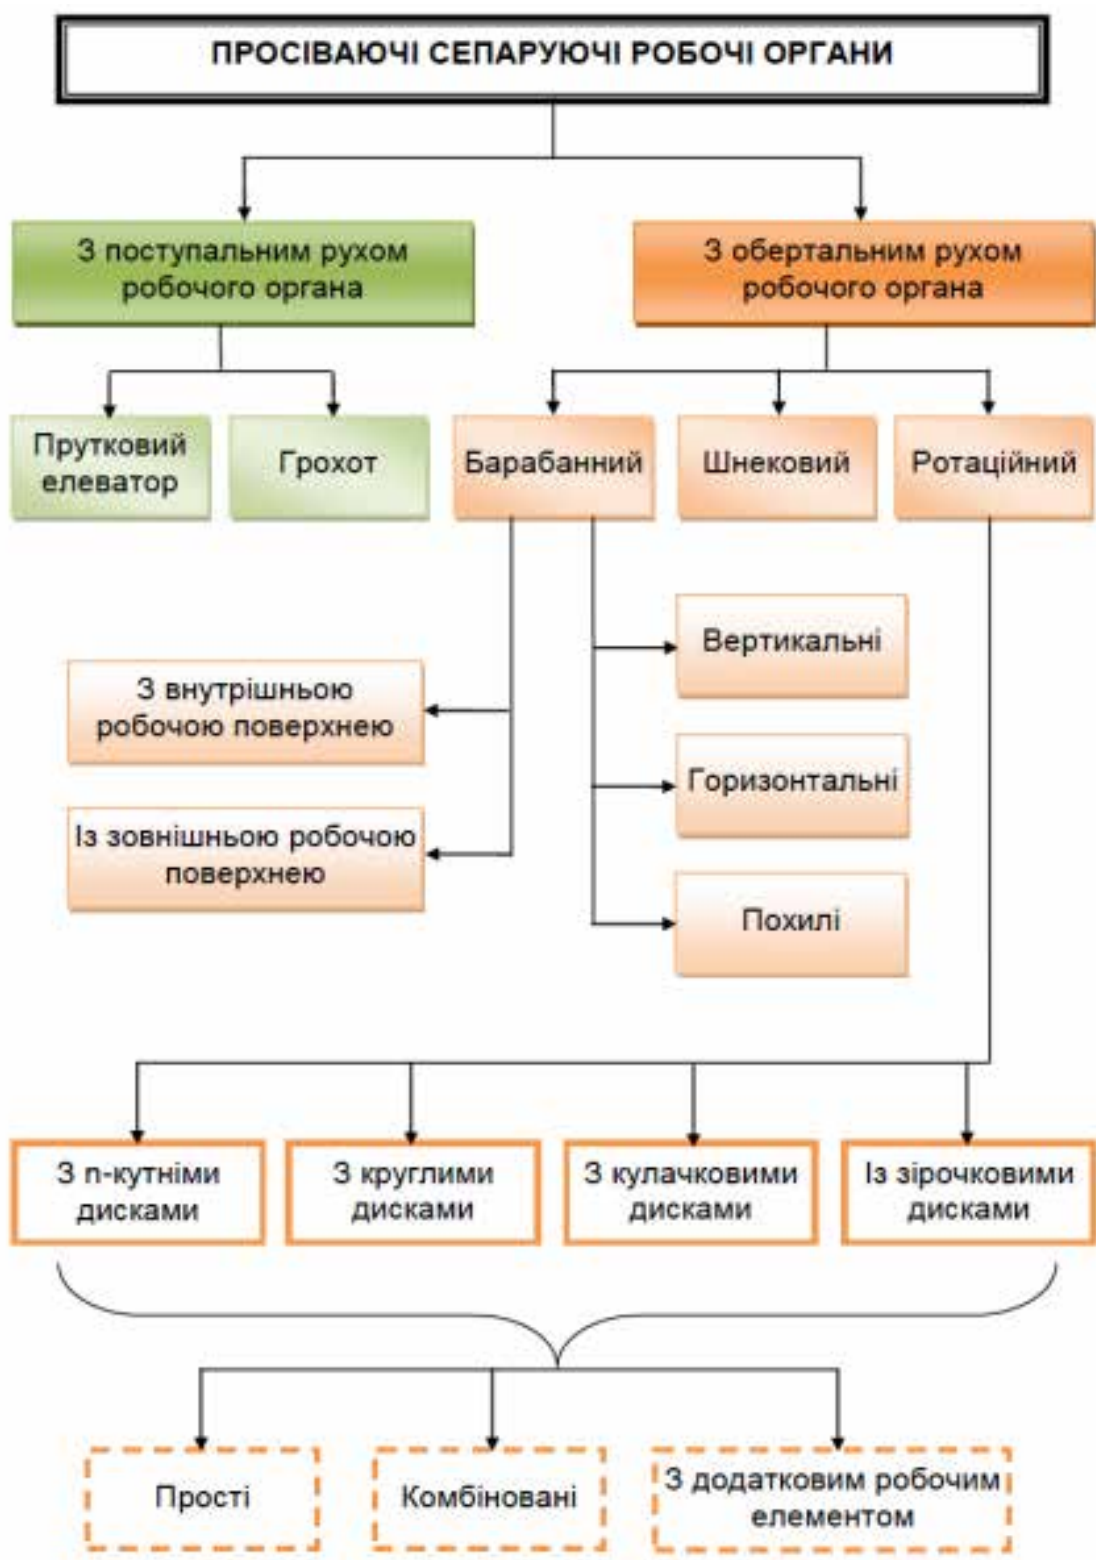 ПРОСІВАЮЧІ СЕПАРУЮЧІ РОБОЧІ ОРГАНИ
З поступальним рухом
робочого органа
З обертальним рухом
робочого органа
Прутковий
елеватор
Грохот
Барабанний
Шнековий
Ротаційний
З внутрішньою
робочою поверхнею
Із зовнішньою робочою
поверхнею
Вертикальні
Горизонтальні
Похилі
З n-кутніми
дисками
З круглими
дисками
З кулачковими
дисками
Із зірочковими
дисками
Прості
Комбіновані
З додатковим робочим
елементом